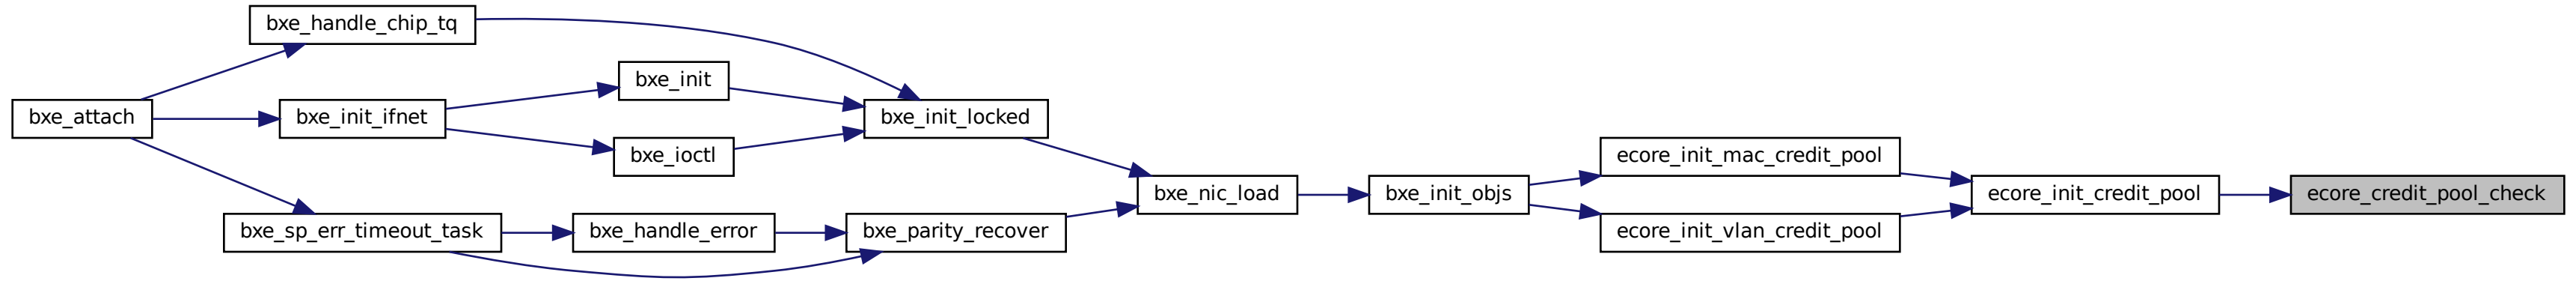 bxe_handle_chip_tq
bxe_init
bxe_attach
bxe_init_ifnet
bxe_init_locked
bxe_ioctl
ecore_init_mac_credit_pool
bxe_nic_load
bxe_init_objs
ecore_init_credit_pool
ecore_credit_pool_check
bxe_sp_err_timeout_task
bxe_handle_error
bxe_parity_recover
ecore_init_vlan_credit_pool